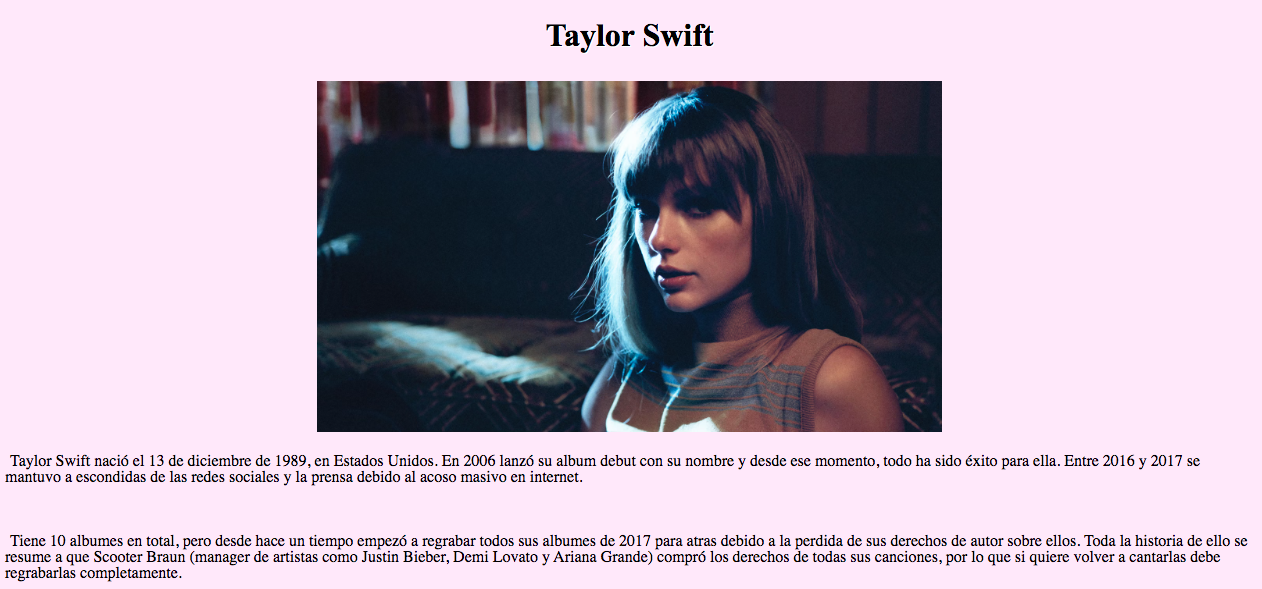 Taylor Swift
Taylor Swift nació el 13 de diciembre de 1989, en Estados Unidos. En 2006 lanzó su album debut con su nombre y desde ese momento, todo ha sido éxito para ella. Entre 2016 y 2017 se
mantuvo a escondidas de las redes sociales y la prensa debido al acoso masivo en internet.
Tiene 10 albumes en total, pero desde hace un tiempo empezó a regrabar todos sus albumes de 2017 para atras debido a la perdida de sus derechos de autor sobre ellos. Toda la historia de ello se
resume a que Scooter Braun (manager de artistas como Justin Bieber, Demi Lovato y Ariana Grande) compró los derechos de todas sus canciones, por lo que si quiere volver a cantarlas debe
regrabarlas completamente.